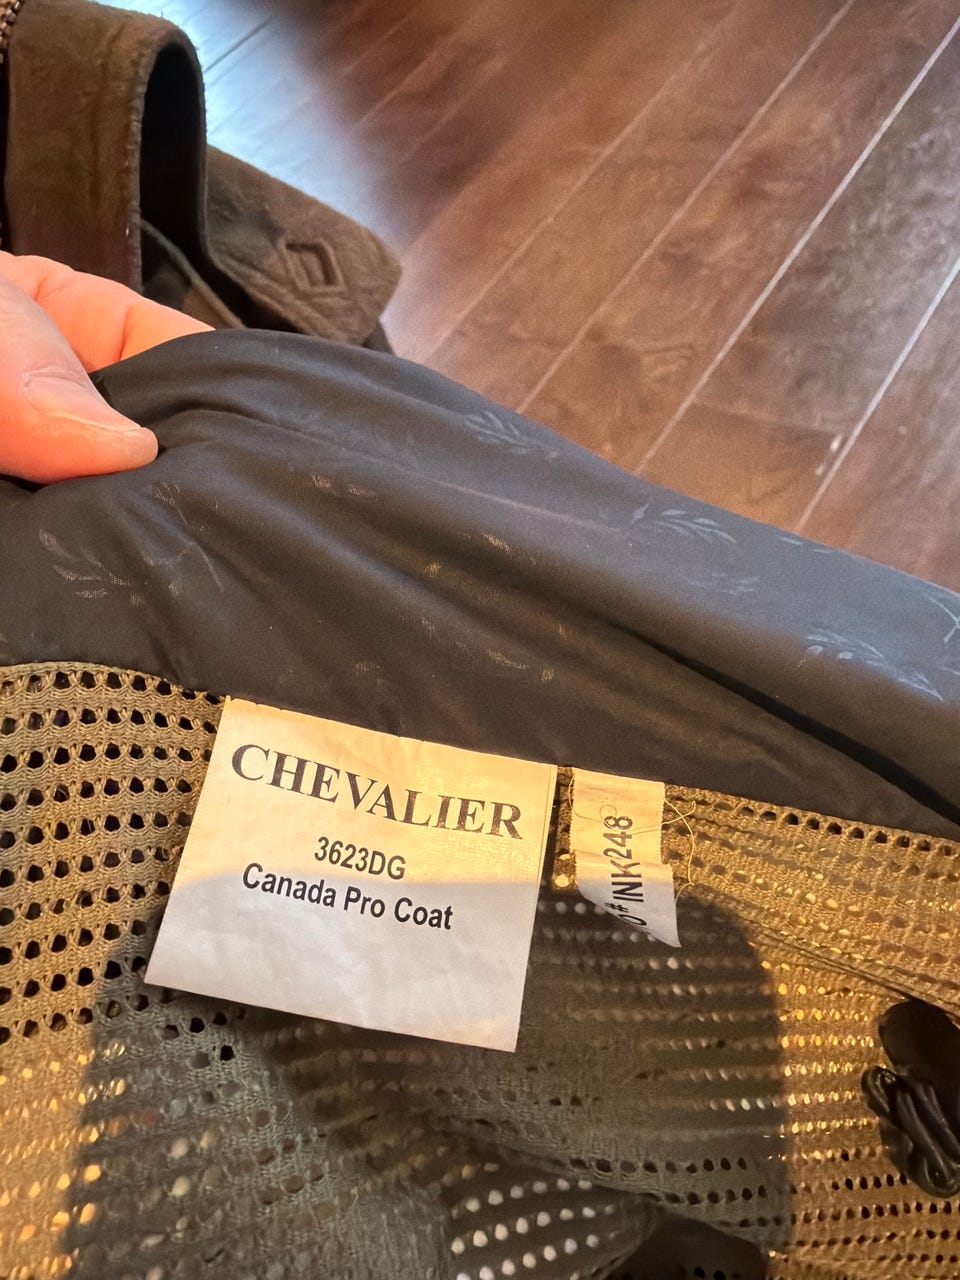 CHEVALIER
3623DG
Canada Pro Coat
O#INK248